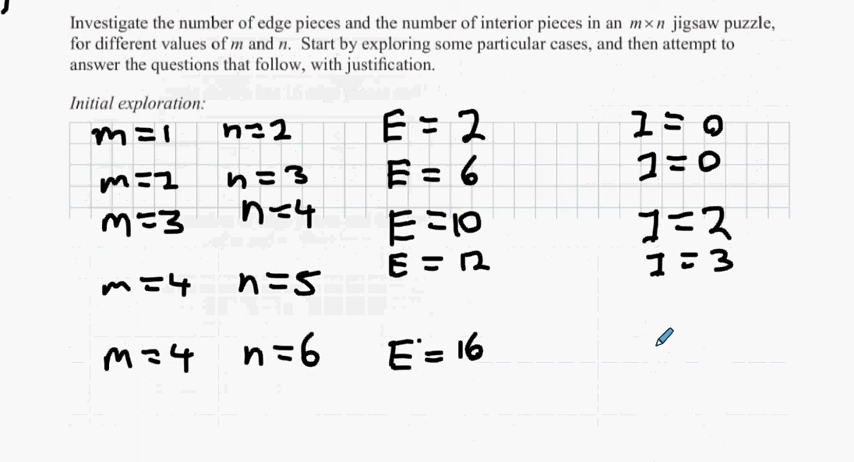 Investigate the number of edge pieces and the number of interior pieces in an m×n jigsaw puzzle,
for different values of m and n. Start by exploring some particular cases, and then attempt to
answer the questions that follow, with justification.
Initial exploration:
m=1 n=2 E=2 I=0
m=2 n=3 E=6 I=0
m=3 n=4 E=10 I=2
m=4 n=5 E=12 I=3
m=4 n=6 E=16